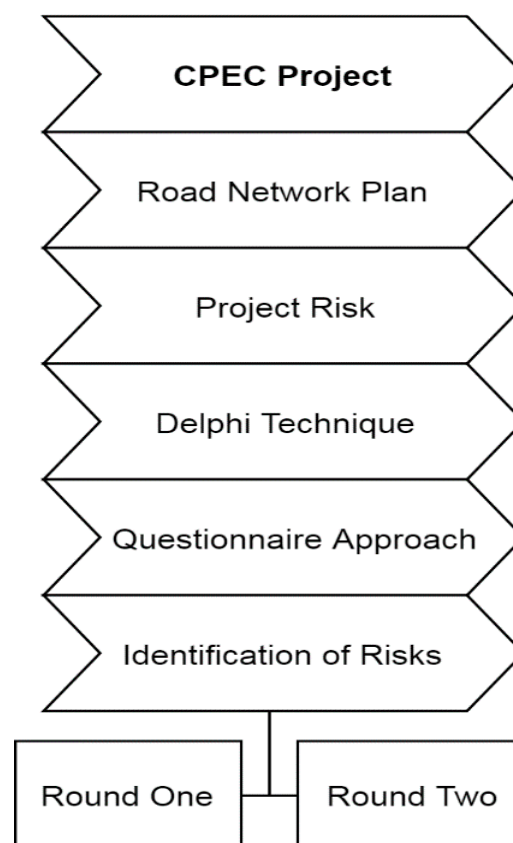 CPEC Project
Road Network Plan
Project Risk
Delphi Technique
Questionnaire Approach
Identification of Risks
Round One
Round Two